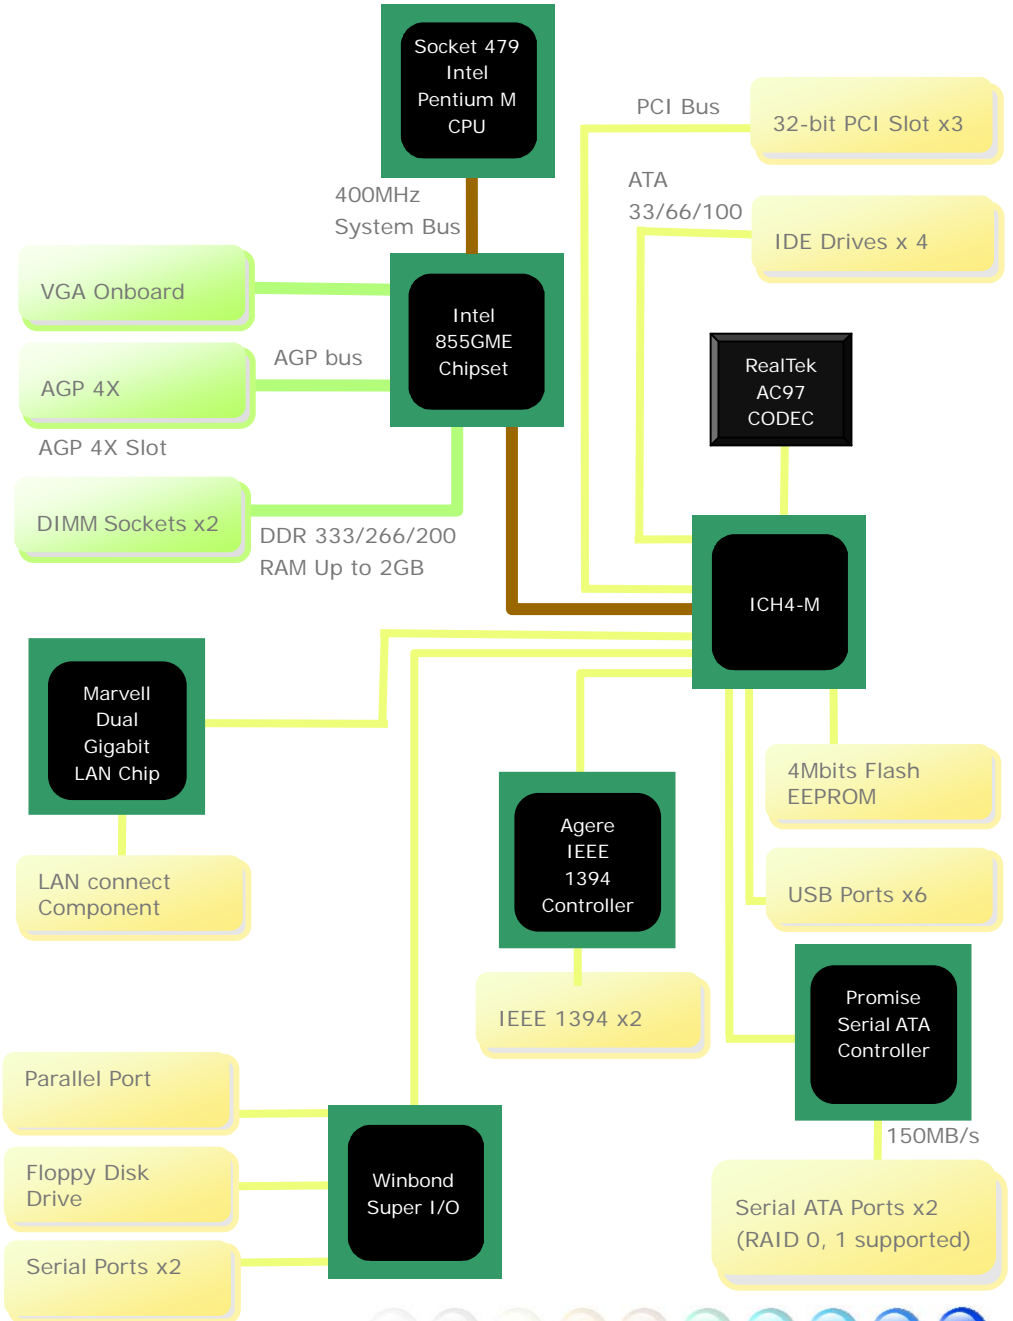 Socket 479
Intel
Pentium M
CPU
PCI Bus
32-bit PCI Slot x3
ATA
33/66/100
IDE Drives x 4
400MHz
System Bus
VGA Onboard
Intel
855GME
Chipset
AGP bus
AGP 4X
AGP 4X Slot
RealTek
AC97
CODEC
DIMM Sockets x2
DDR 333/266/200
RAM Up to 2GB
ICH4-M
Marvell
Dual
Gigabit
LAN Chip
4Mbits Flash
EEPROM
Agere
IEEE
1394
Controller
LAN connect
Component
USB Ports x6
IEEE 1394 x2
Promise
Serial ATA
Controller
Parallel Port
150MB/s
Floppy Disk
Drive
Winbond
Super I/O
Serial ATA Ports x2
(RAID 0, 1 supported)
Serial Ports x2